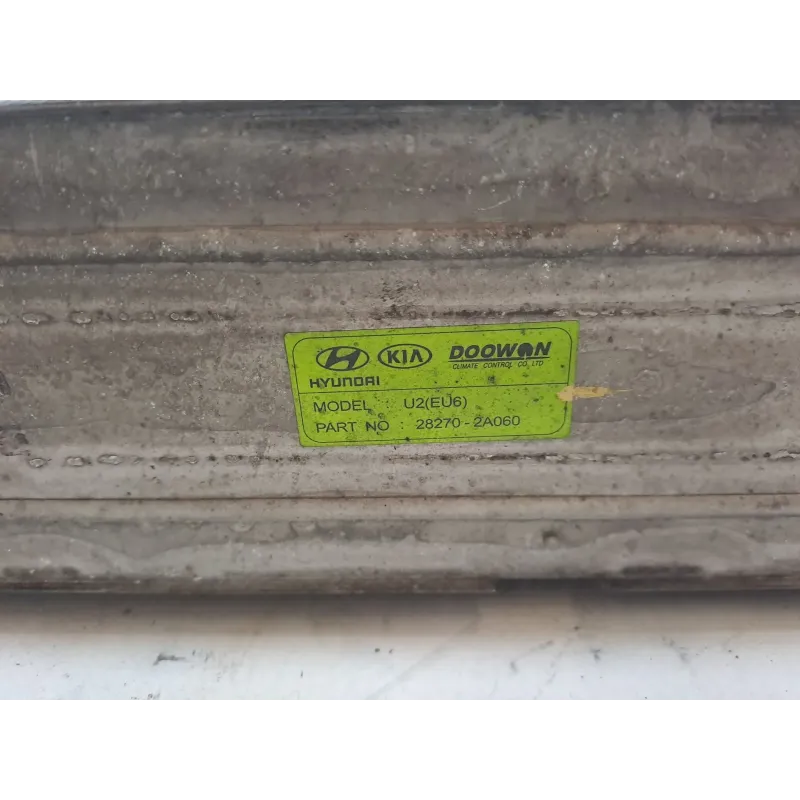 KIA DOOWON
HYUNDAI CLIMATE CONTROL CO., LTD
MODEL : U2(EU6)
PART NO : 28270 - 2A060